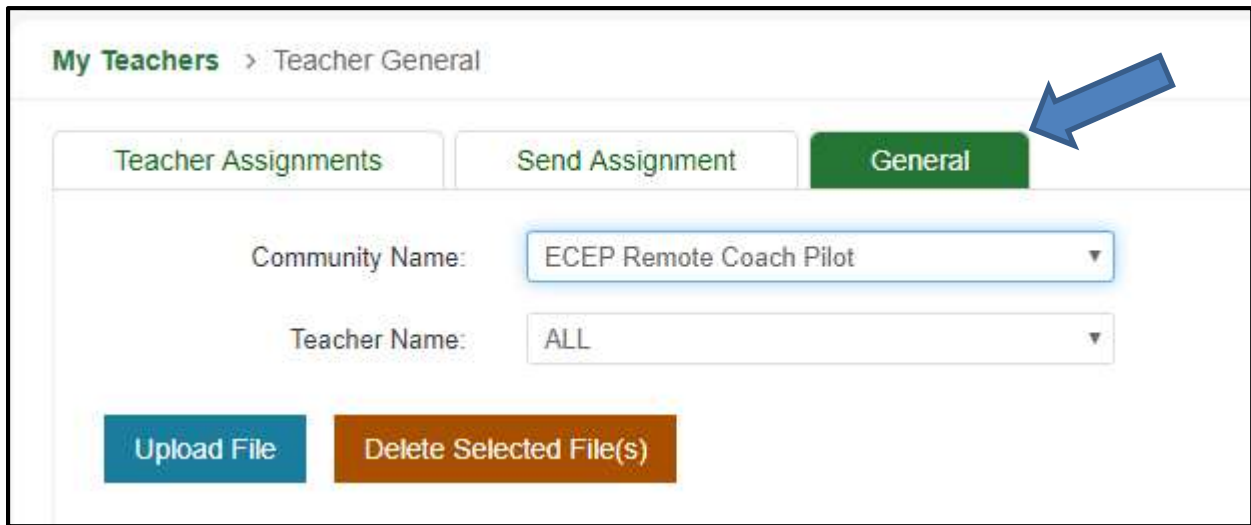 My Teachers > Teacher General
Teacher Assignments Send Assignment General
Community Name: ECEP Remote Coach Pilot
Teacher Name: ALL
Upload File Delete Selected File(s)